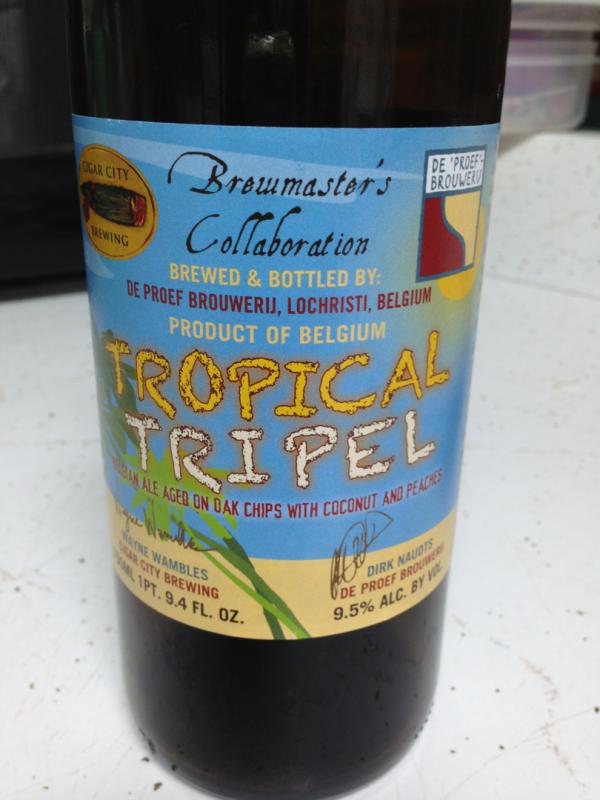 CIGAR CITY
BREWING
Brewmaster's
Collaboration
DE "PROEF"-
BROUWERIJ
BREWED & BOTTLED BY:
DE PROEF BROUWERIJ, LOCHRISTI, BELGIUM
PRODUCT OF BELGIUM
TROPICAL
TRIPEL
ALE AGED ON OAK CHIPS WITH COCONUT AND PEACHES
WAYNE WAMBLES
CIGAR CITY BREWING
1PT. 9.4 FL. OZ.
DIRK NAUDTS
DE PROEF BROUWERIJ
9.5% ALC. BY VOL.